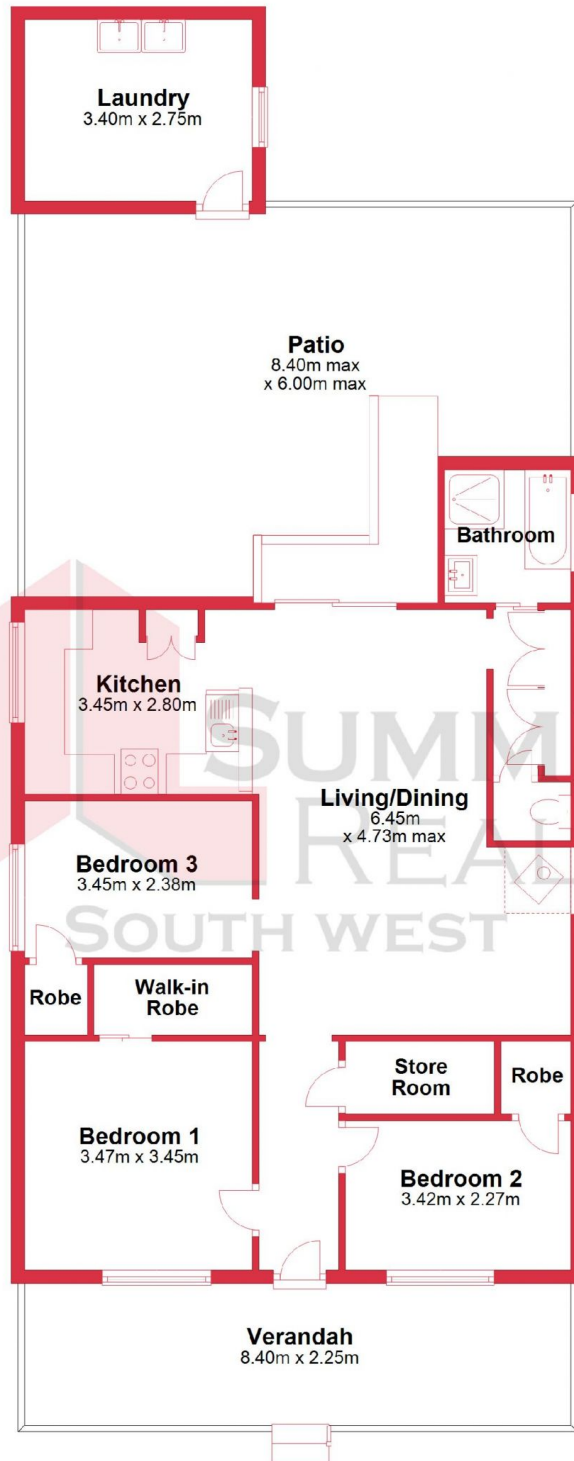 Laundry
3.40m x 2.75m
Patio
8.40m max
x 6.00m max
Bathroom
Kitchen
3.45m x 2.80m
SUMM
Living/Dining
6.45m
x 4.73m max
REAL
Bedroom 3
3.45m x 2.38m
SOUTH WEST
Robe
Walk-in
Robe
Store
Room
Robe
Bedroom 1
3.47m x 3.45m
Bedroom 2
3.42m x 2.27m
Verandah
8.40m x 2.25m